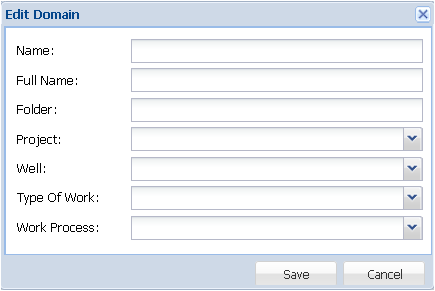 Edit Domain
Name:
Full Name:
Folder:
Project:
Well:
Type Of Work:
Work Process:
Save Cancel